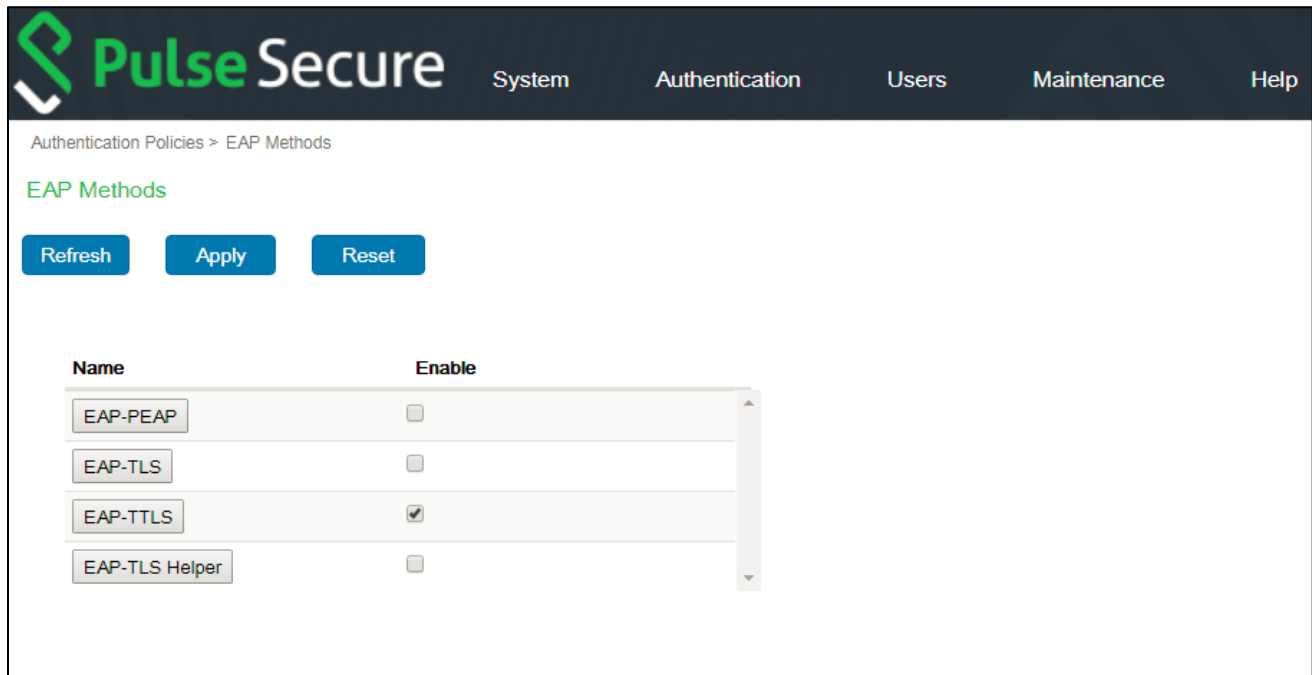 Pulse Secure System Authentication Users Maintenance Help
Authentication Policies > EAP Methods
EAP Methods
Refresh Apply Reset
Name Enable
EAP-PEAP
EAP-TLS
EAP-TTLS
EAP-TLS Helper